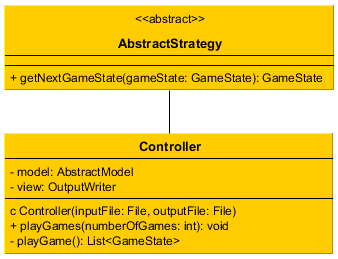 <<abstract>>
AbstractStrategy
+ getNextGameState(gameState: GameState): GameState
Controller
- model: AbstractModel
- view: OutputWriter
c Controller(inputFile: File, outputFile: File)
+ playGames(numberOfGames: int): void
- playGame(): List<GameState>